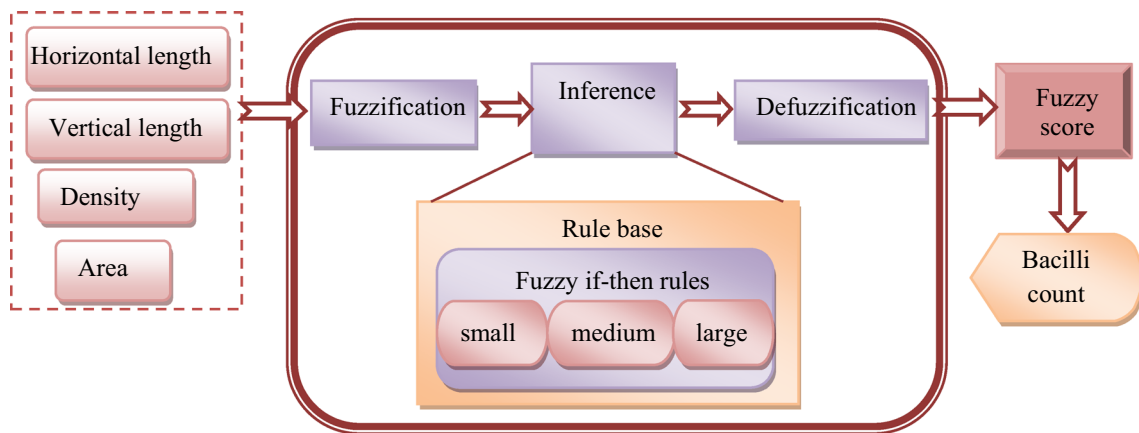 Horizontal length
Vertical length
Density
Area
Fuzzification
Inference
Defuzzification
Rule base
Fuzzy if-then rules
small
medium
large
Fuzzy
score
Bacilli
count